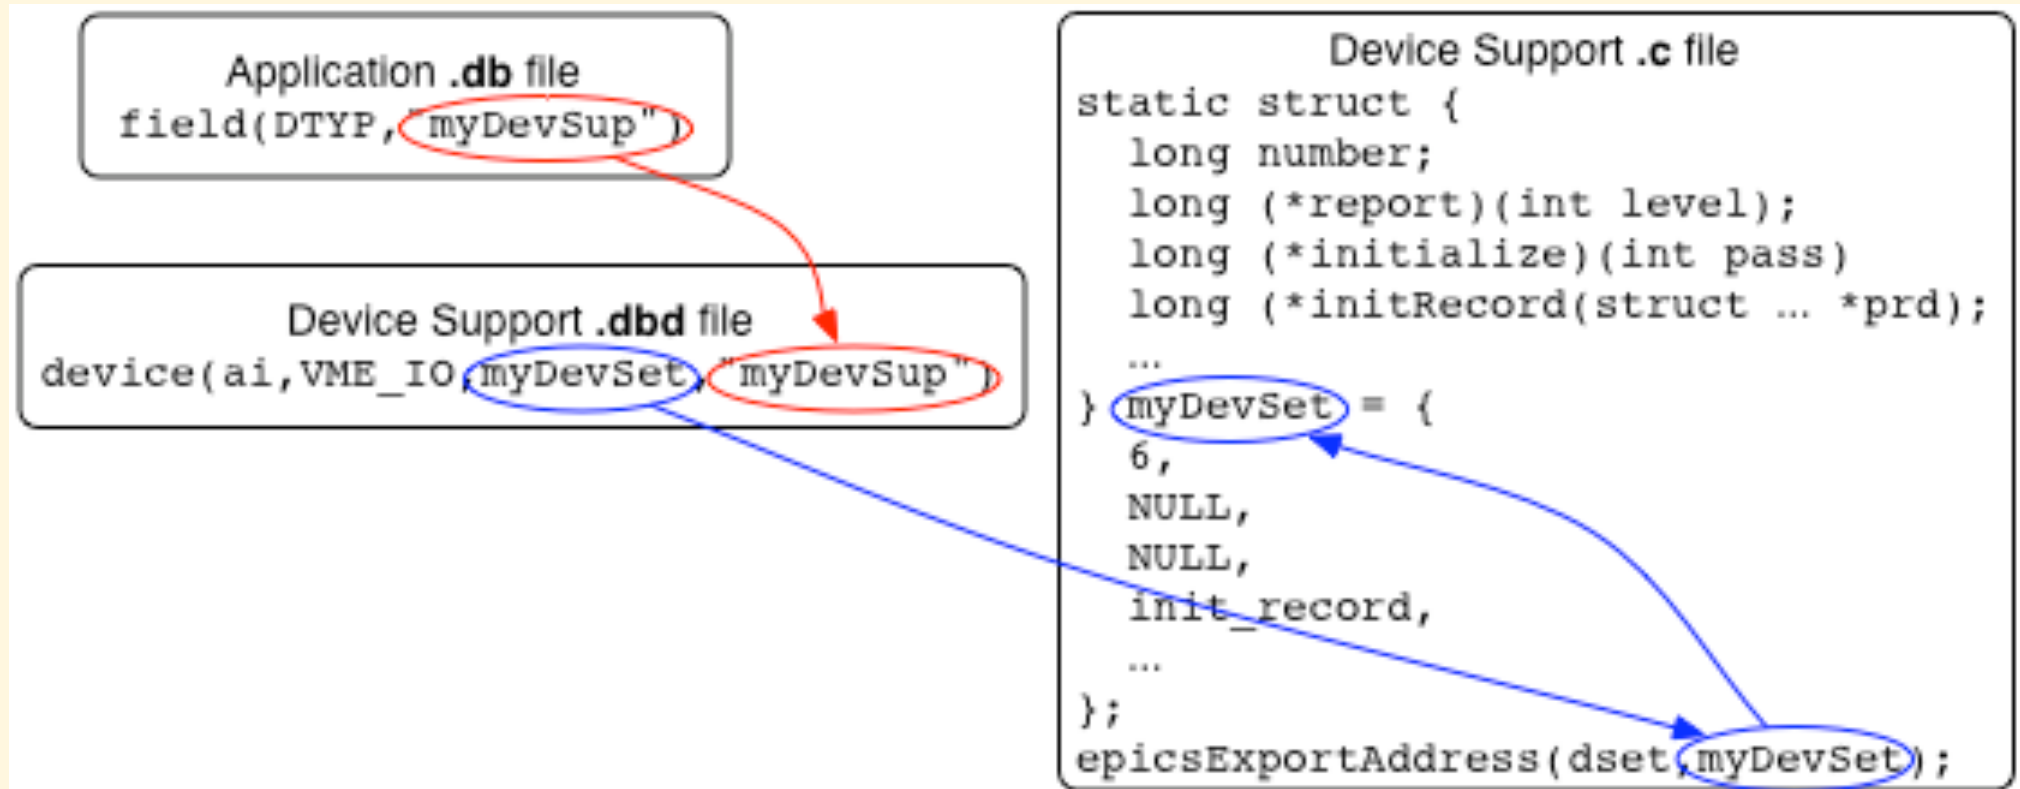 Application .db file
field(DTYP,"myDevSup")
Device Support .dbd file
device(ai,VME_IO,myDevSet,"myDevSup")
Device Support .c file
static struct {
long number;
long (*report)(int level);
long (*initialize)(int pass)
long (*initRecord(struct … *prd);
…
} myDevSet = {
6,
NULL,
NULL,
init_record,
…
};
epicsExportAddress(dset,myDevSet);